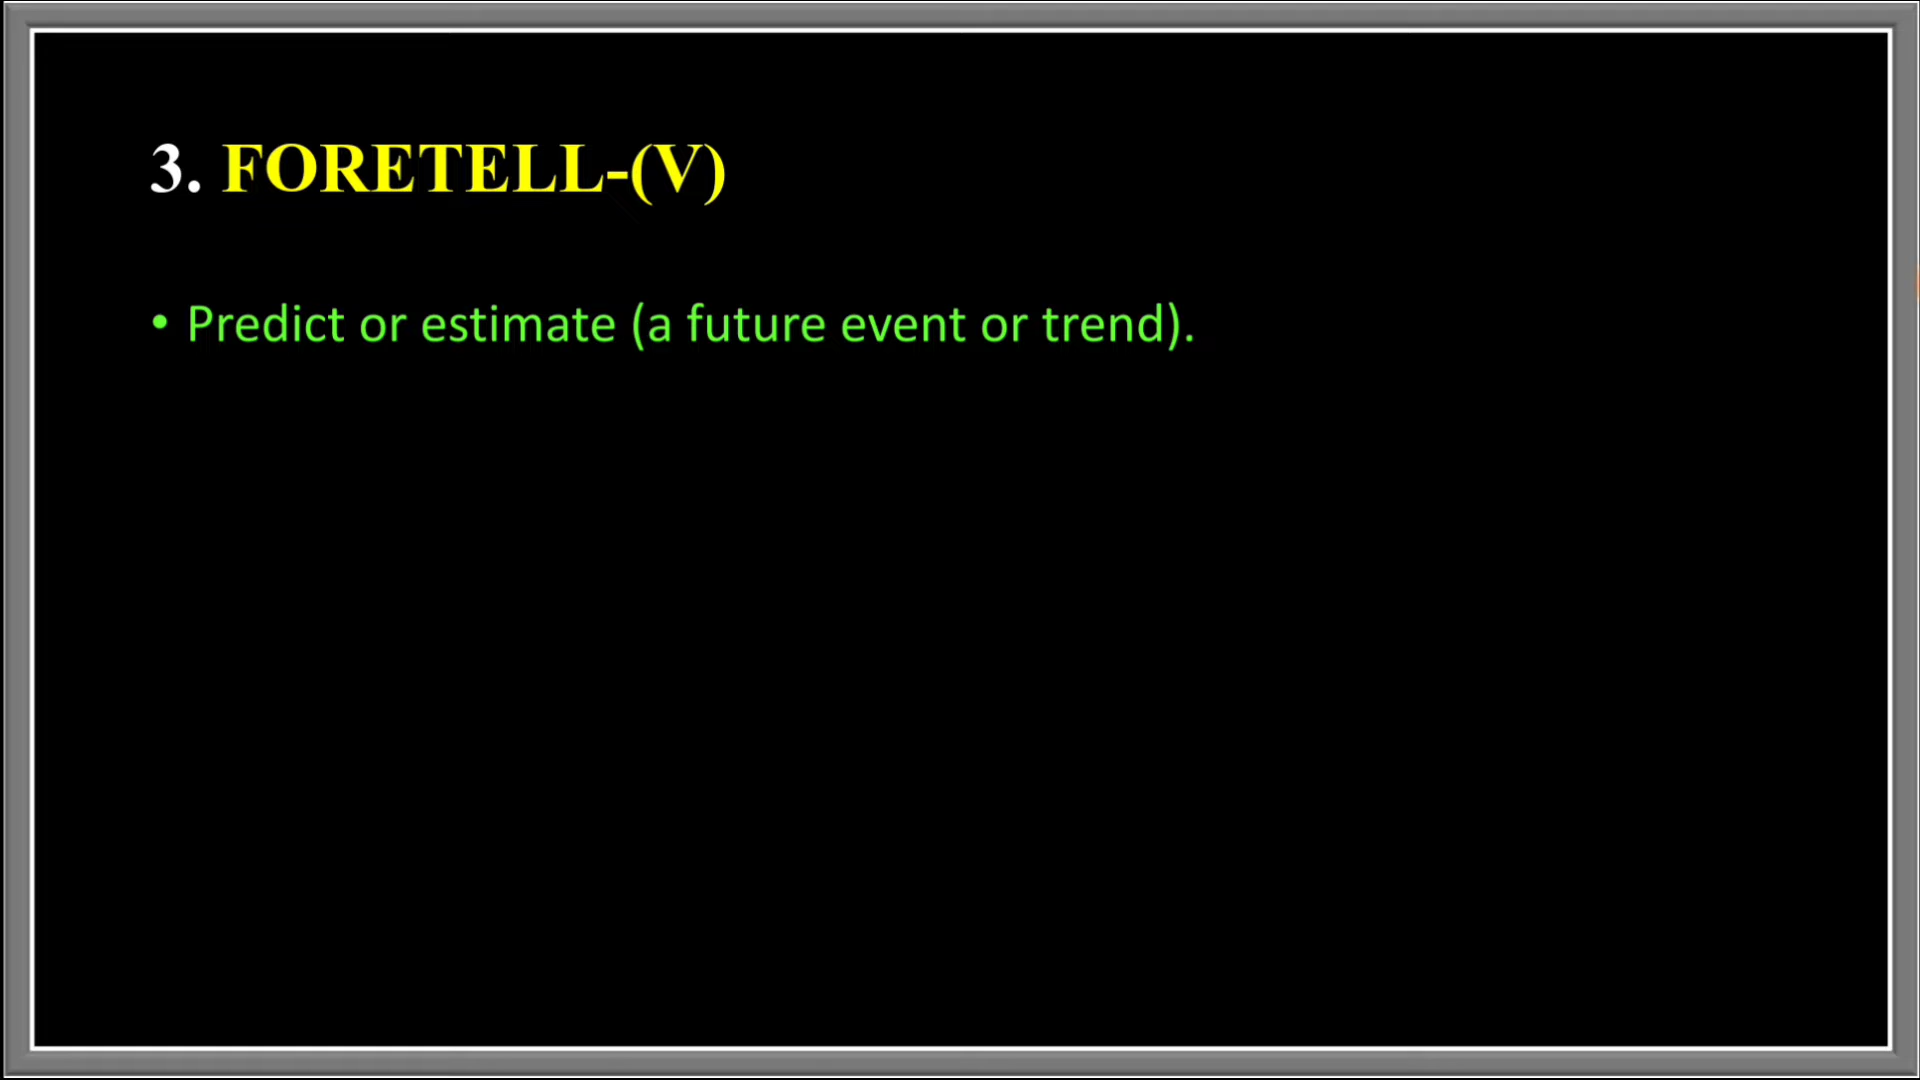 3. FORETELL-(V)
• Predict or estimate (a future event or trend).